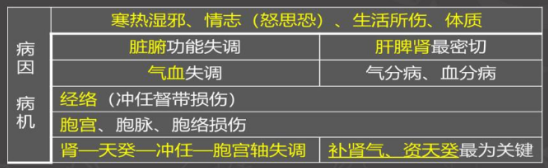 病因病机
寒热湿邪、情志（怒思恐）、生活所伤、体质
脏腑功能失调 肝脾肾最密切
气血失调 气分病、血分病
经络（冲任督带损伤）
胞宫、胞脉、胞络损伤
肾—天癸—冲任—胞宫轴失调 补肾气、资天癸最为关键